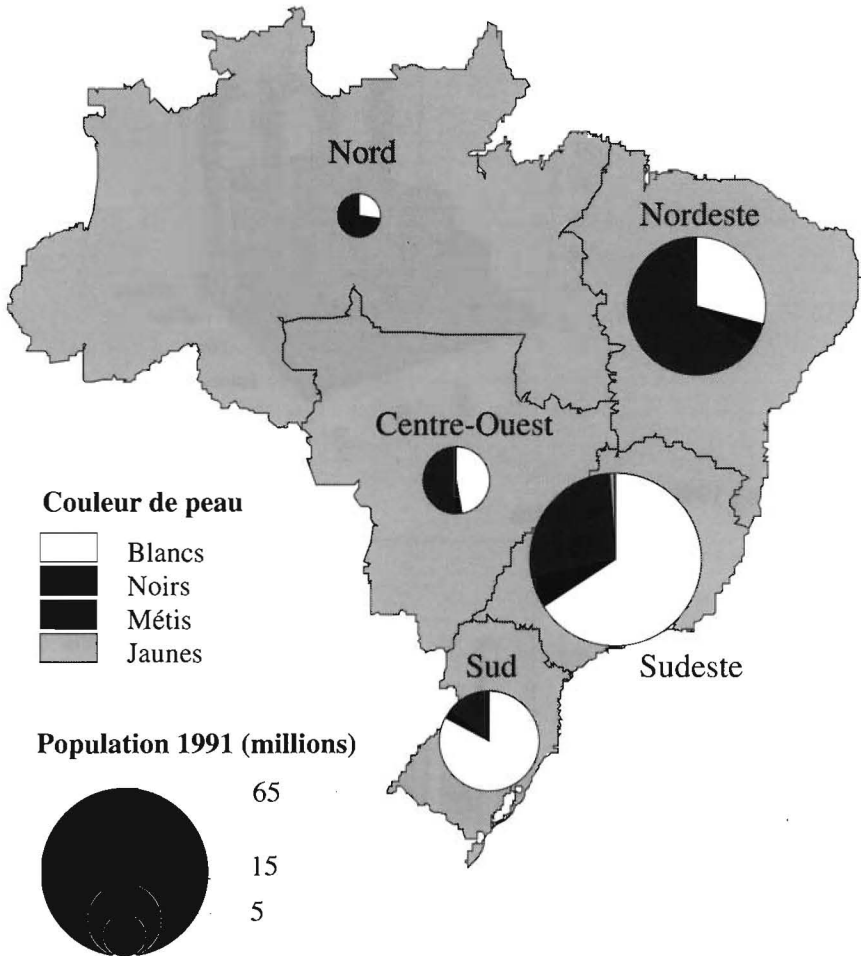 Nord
Nordeste
Centre-Ouest
Couleur de peau
Blancs
Noirs
Métis
Jaunes
Sud
Sudeste
Population 1991 (millions)
65
15
5